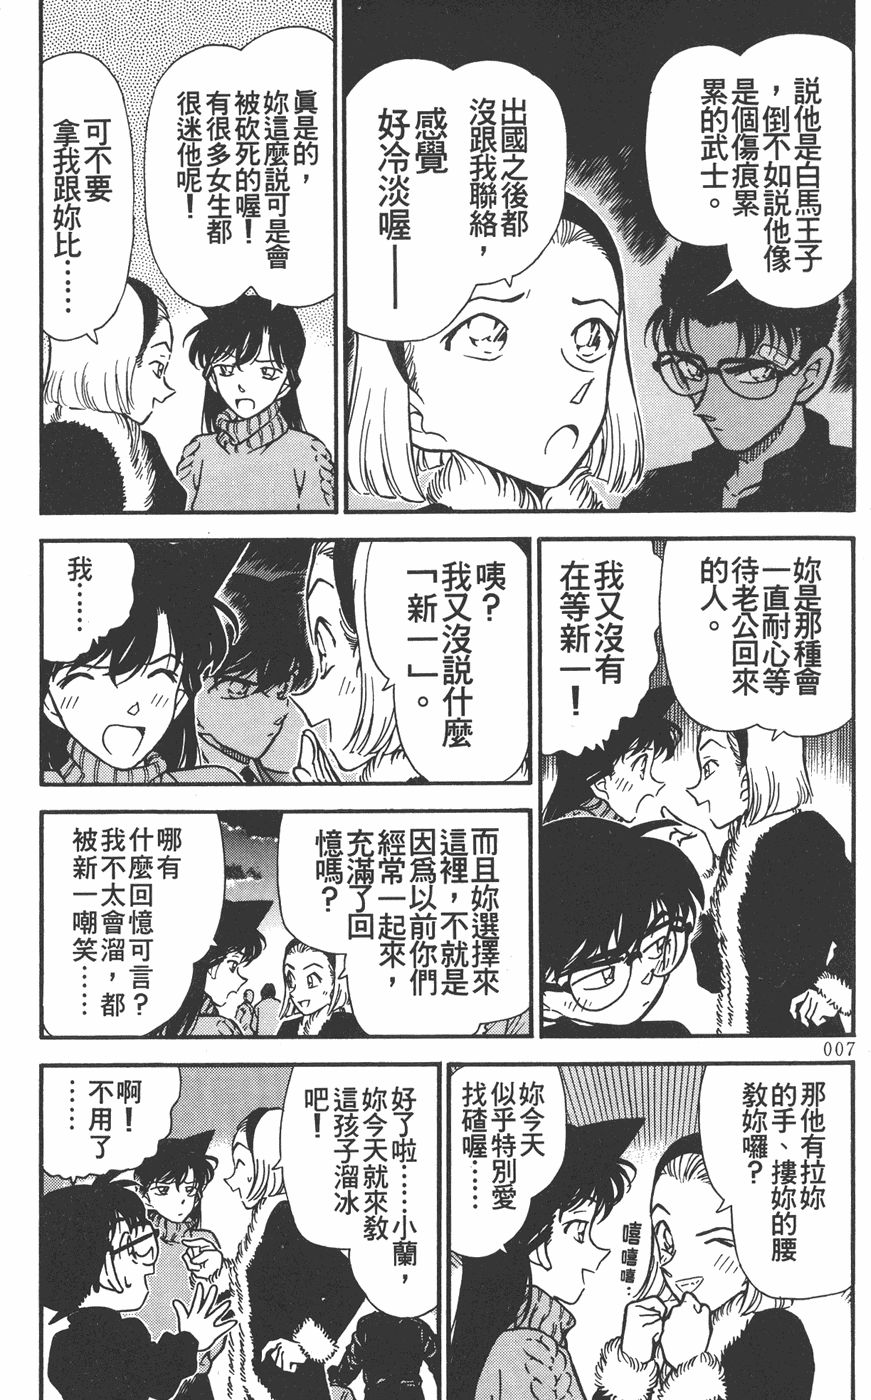 說他是白馬王子
，倒不如說他像
是個傷痕累
累的武士。
出國之後都
沒跟我聯絡，
感覺
好冷淡喔——
真是的，
妳這麼說可是會
被砍死的喔！
有很多女生都
很迷他呢！
可不要
拿我跟妳比……
妳是那種會
一直耐心等
待老公回來
的人。
我又沒有
在等新一！
咦？
我又沒說什麼
「新一」。
我……
而且妳選擇來
這裡，不就是
因為以前你們
經常一起來，
充滿了回
憶嗎？
哪有
什麼回憶可言？
我不太會溜，都
被新一嘲笑……
007
那他有拉妳
的手、摟妳的腰
教妳囉？
嘻嘻嘻…
妳今天
似乎特別愛
找碴喔……
好了啦……小蘭，
妳今天就來教
這孩子溜冰
吧！
啊！
不用了
……